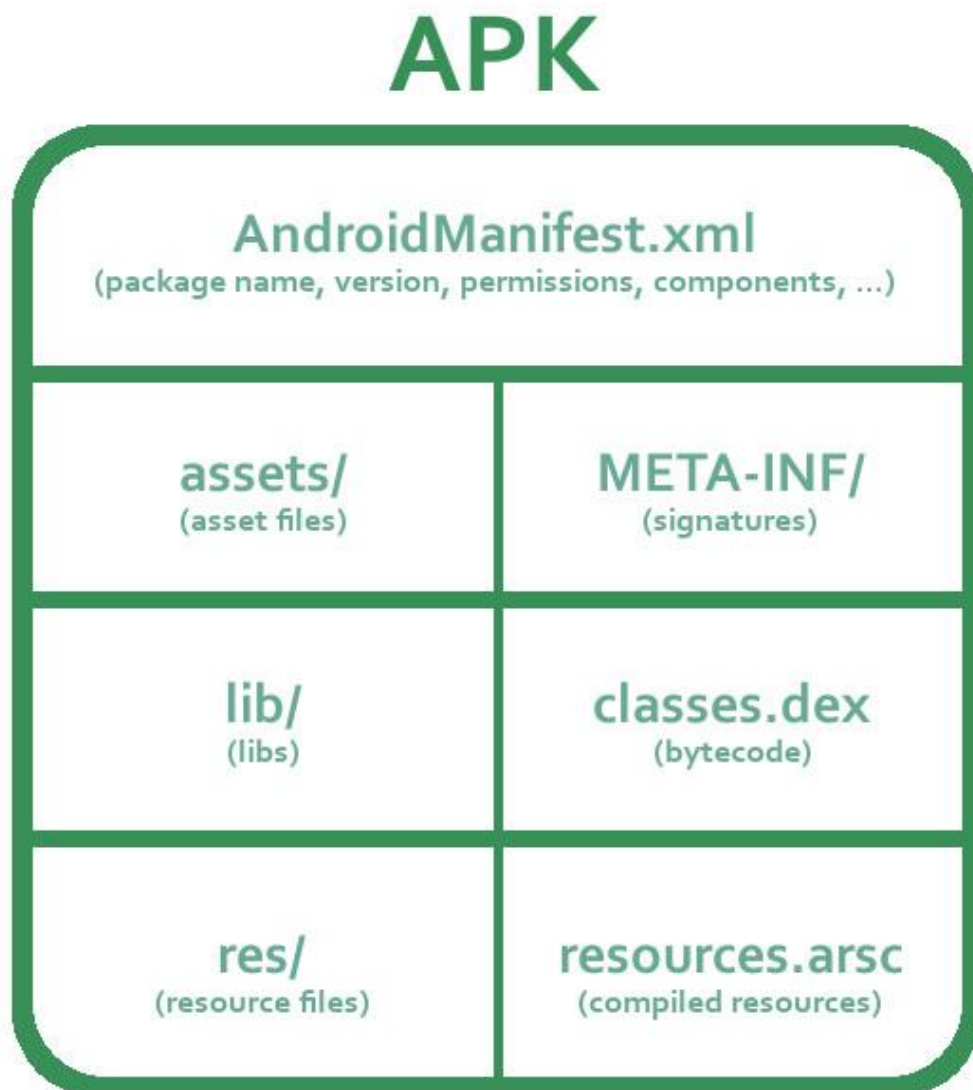 APK
AndroidManifest.xml
(package name, version, permissions, components, ...)
assets/
(asset files)
META-INF/
(signatures)
lib/
(libs)
classes.dex
(bytecode)
res/
(resource files)
resources.arsc
(compiled resources)